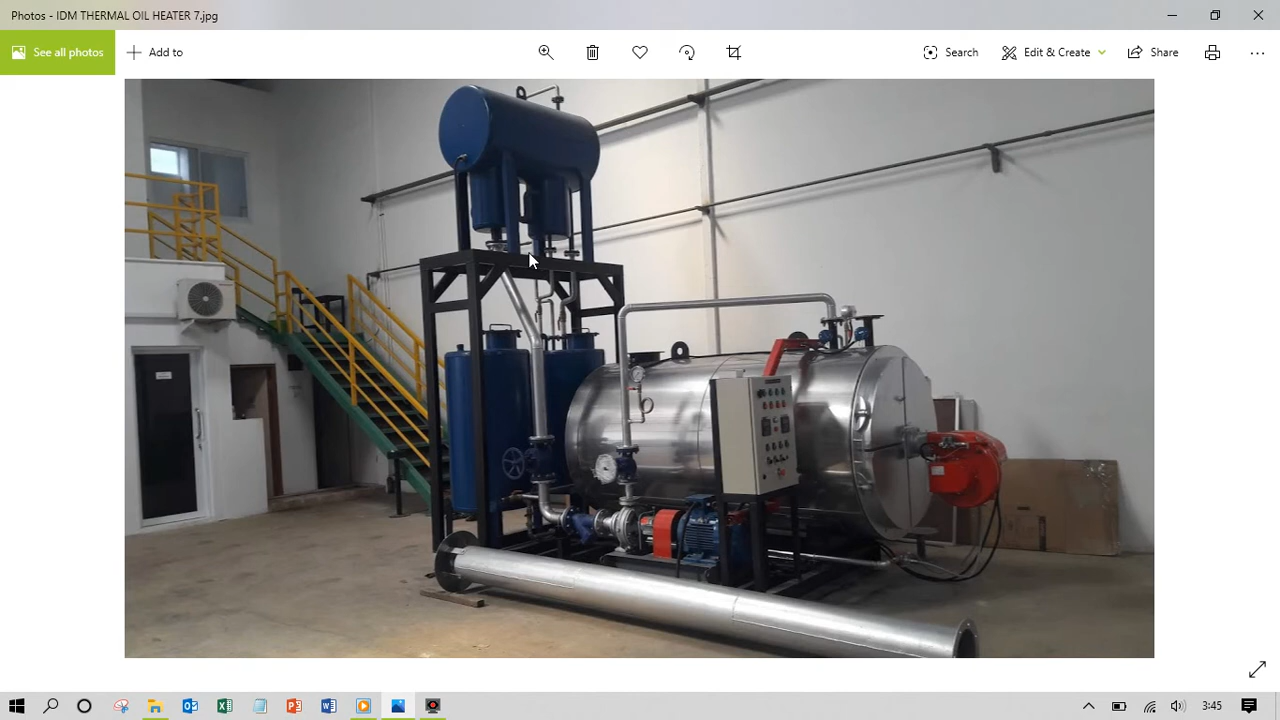 Photos - IDM THERMAL OIL HEATER 7.jpg
See all photos
Add to
Search
Edit & Create
Share
3:45